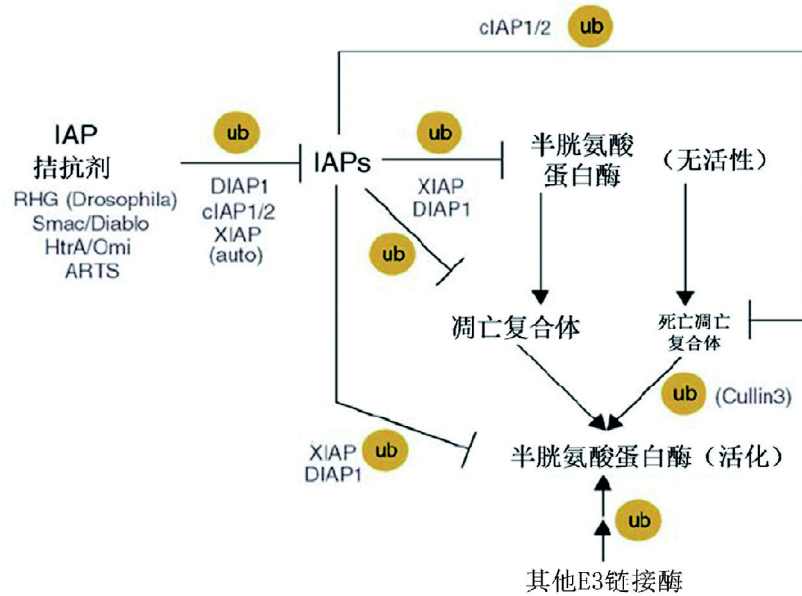 cIAP1/2
ub
IAP
拮抗剂
RHG (Drosophila)
Smac/Diablo
HtrA/Omi
ARTS
ub
DIAP1
cIAP1/2
XIAP
(auto)
IAPs
ub
XIAP
DIAP1
半胱氨酸
蛋白酶
（无活性）
ub
凋亡复合体
死亡凋亡
复合体
ub
(Cullin3)
XIAP
DIAP1
ub
半胱氨酸蛋白酶（活化）
ub
其他E3链接酶